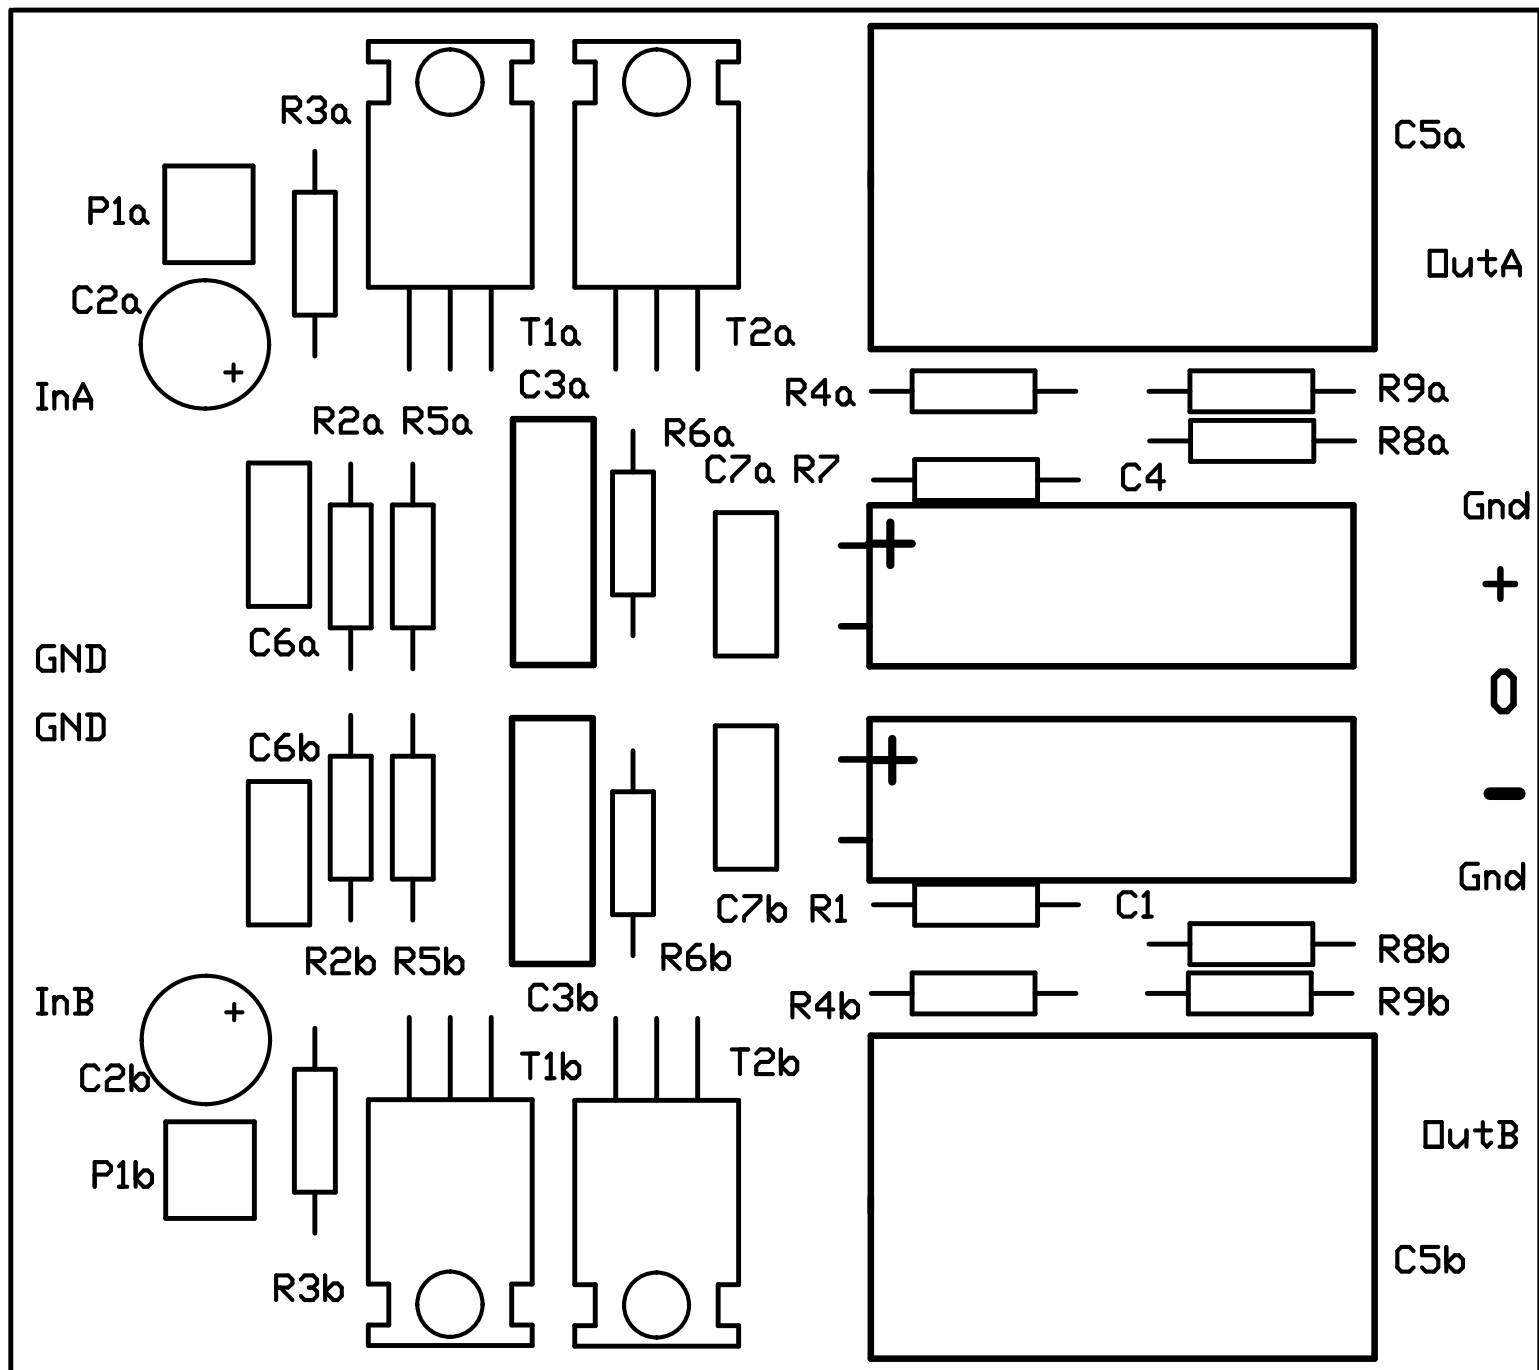 R3a
C5a
P1a
OutA
C2a
T1a
T2a
C3a
R4a
R9a
+
InA
R2a
R5a
R6a
R8a
C7a
R7
C4
Gnd
+
+
C6a
GND
0
GND
C6b
+
-
Gnd
C7b
R1
C1
R2b
R5b
R6b
R8b
InB
C3b
R4b
R9b
+
T1b
T2b
C2b
OutB
P1b
C5b
R3b